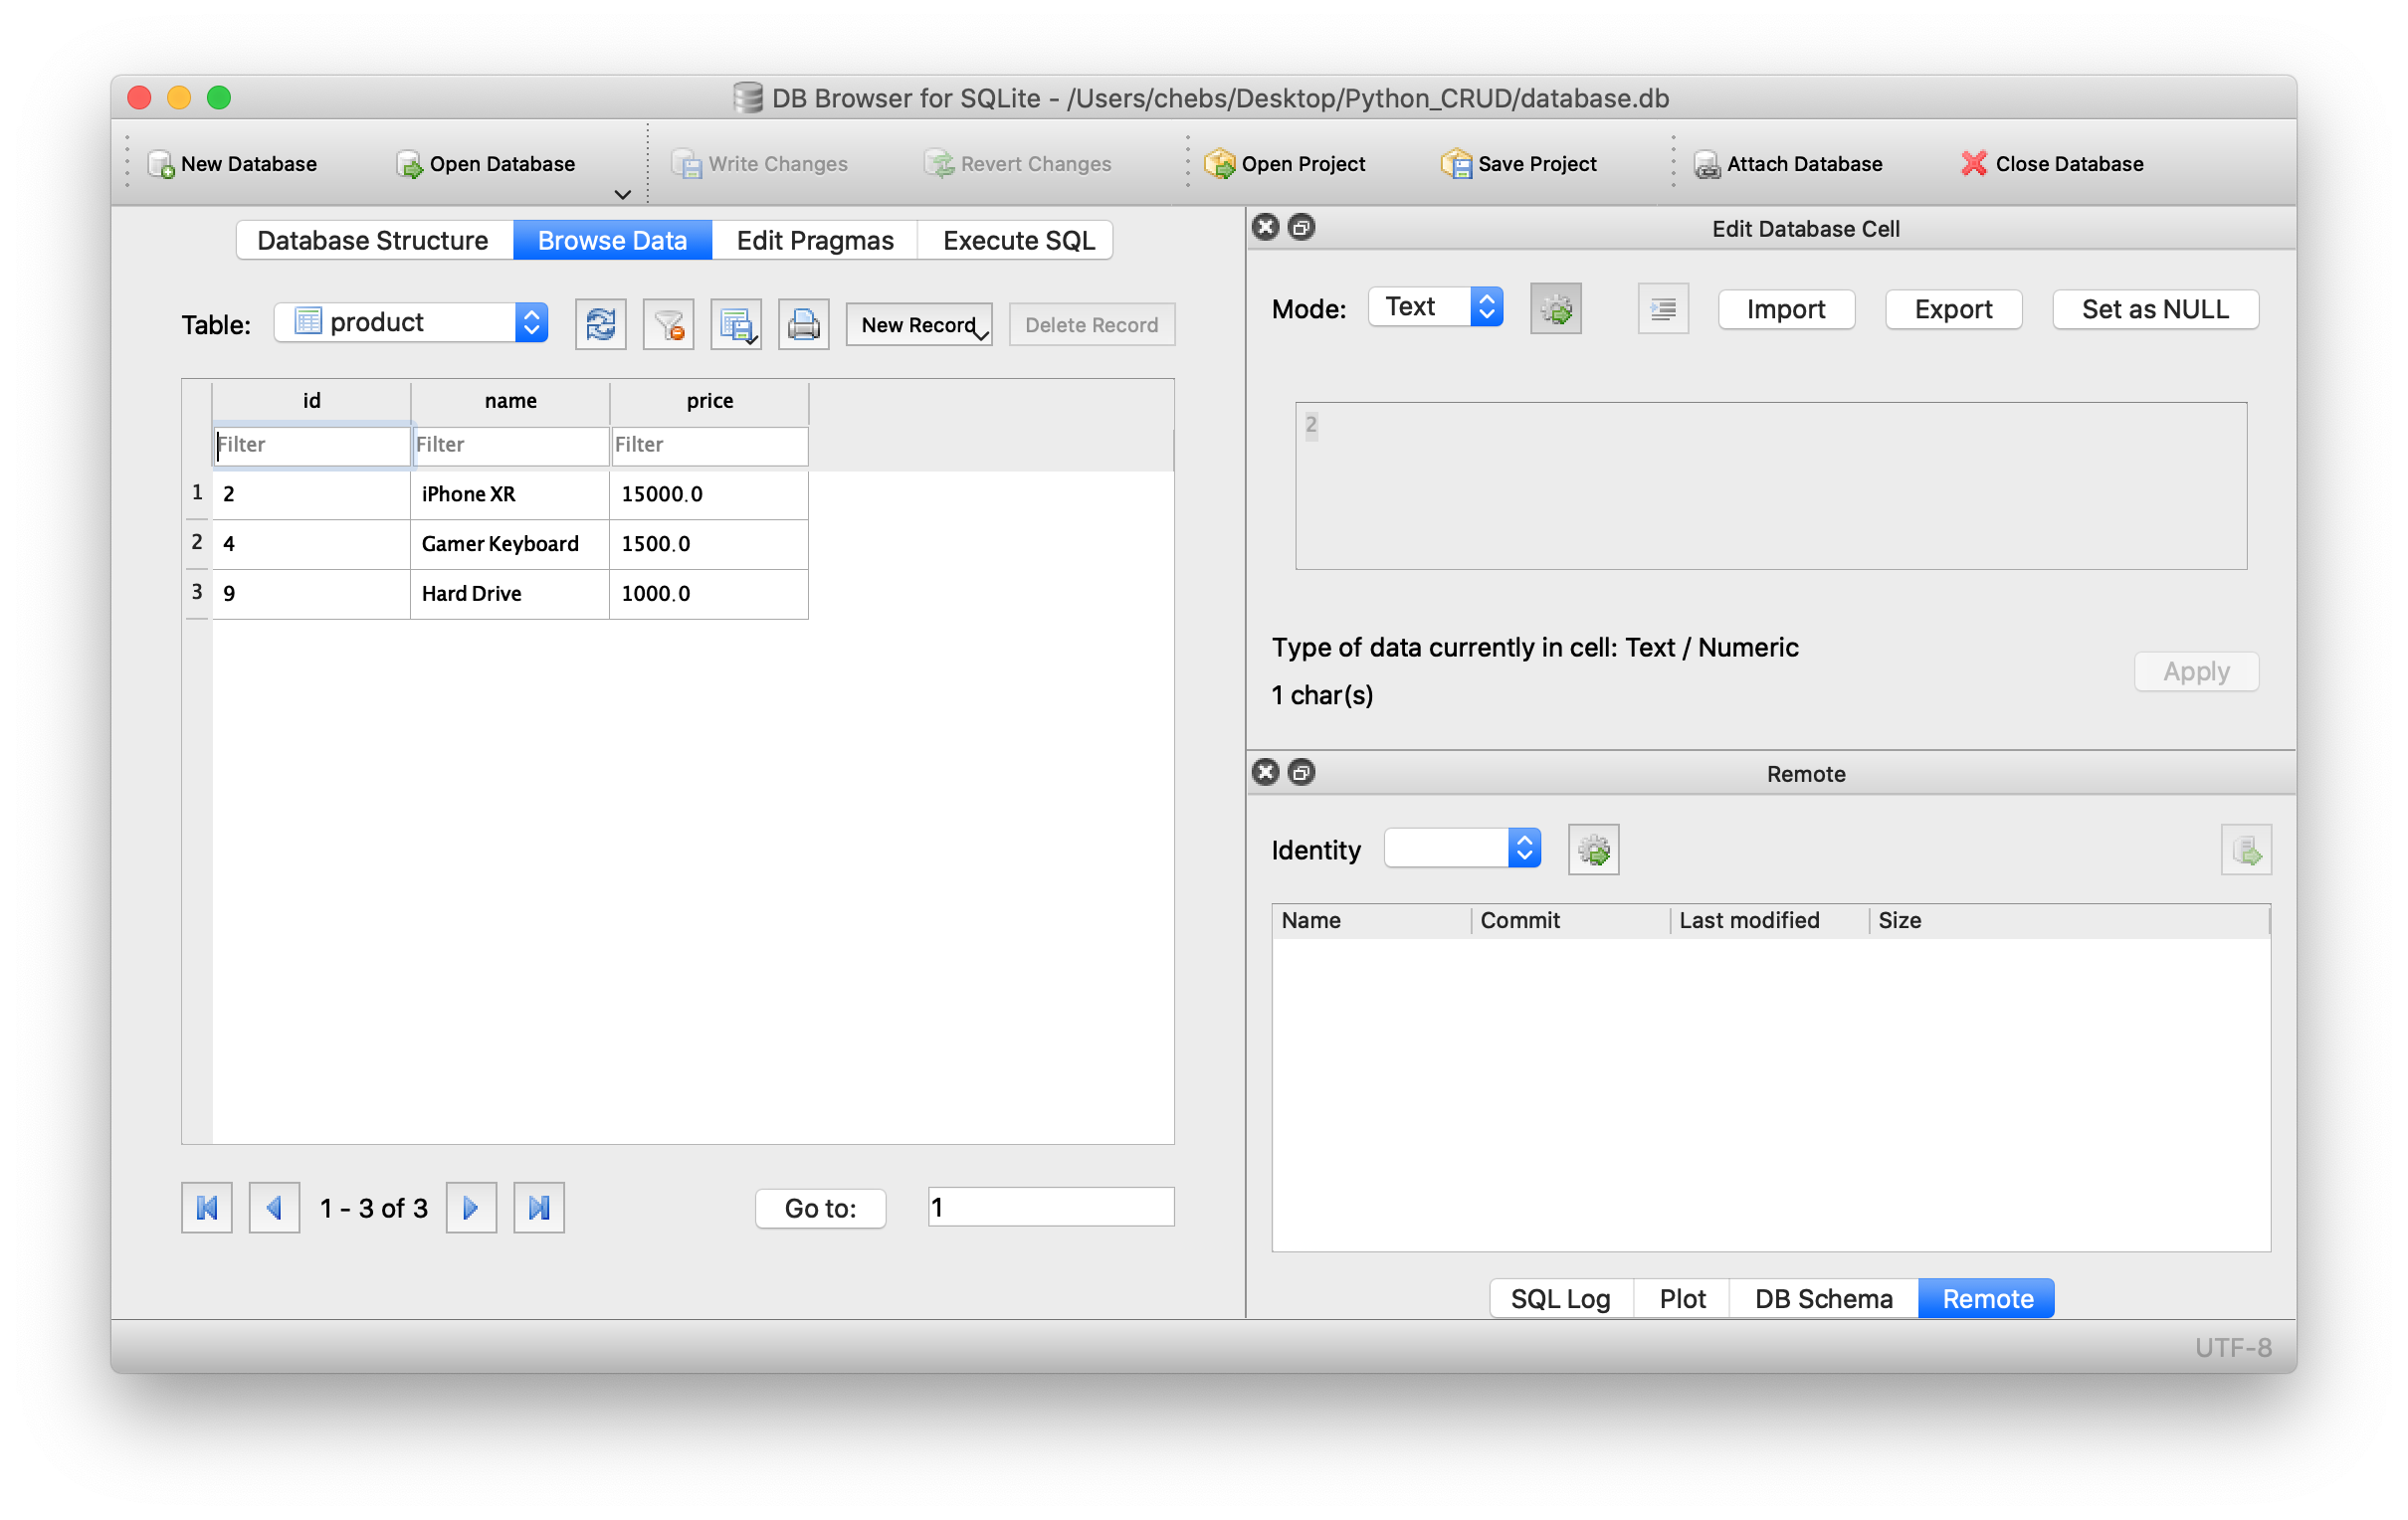 DB Browser for SQLite - /Users/chebs/Desktop/Python_CRUD/database.db
New Database Open Database Write Changes Revert Changes Open Project Save Project Attach Database Close Database
Database Structure Browse Data Edit Pragmas Execute SQL
Table: product New Record Delete Record
id name price
Filter Filter Filter
1 2 iPhone XR 15000.0
2 4 Gamer Keyboard 1500.0
3 9 Hard Drive 1000.0
1 - 3 of 3 Go to: 1
Edit Database Cell
Mode: Text Import Export Set as NULL
2
Type of data currently in cell: Text / Numeric
1 char(s)
Apply
Remote
Identity
Name Commit Last modified Size
SQL Log Plot DB Schema Remote
UTF-8